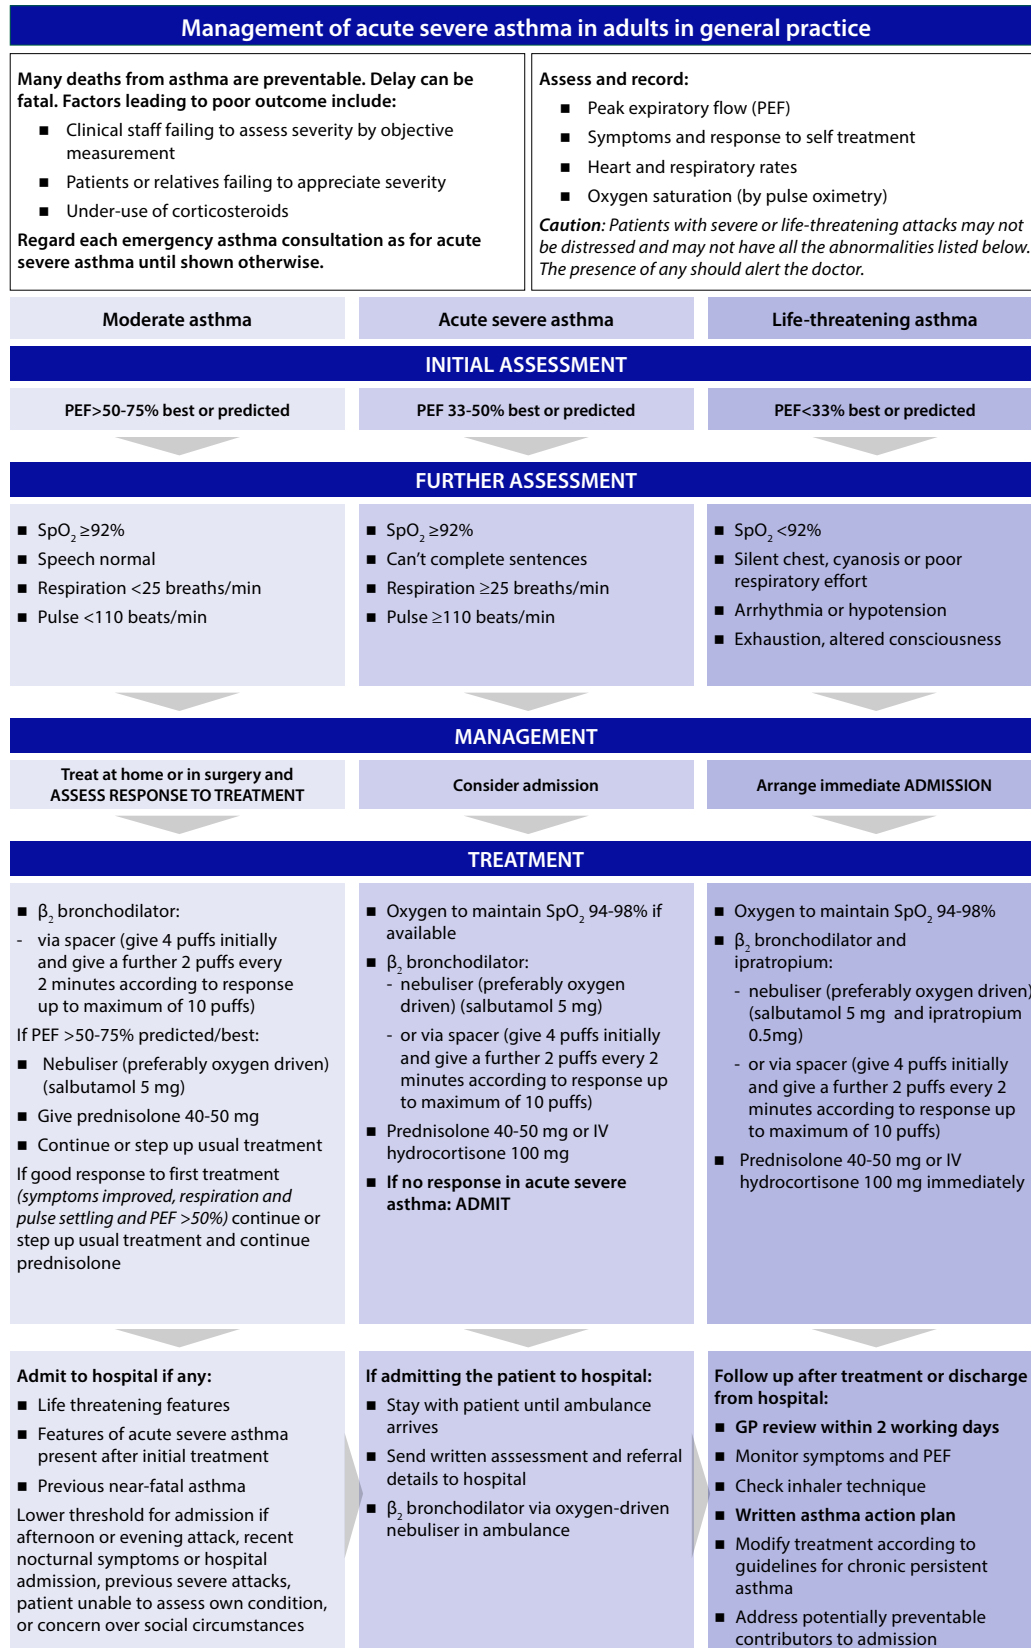 Management of acute severe asthma in adults in general practice
Many deaths from asthma are preventable. Delay can be
fatal. Factors leading to poor outcome include:
■ Clinical staff failing to assess severity by objective
measurement
■ Patients or relatives failing to appreciate severity
■ Under-use of corticosteroids
Regard each emergency asthma consultation as for acute
severe asthma until shown otherwise.
Assess and record:
■ Peak expiratory flow (PEF)
■ Symptoms and response to self treatment
■ Heart and respiratory rates
■ Oxygen saturation (by pulse oximetry)
Caution: Patients with severe or life-threatening attacks may not
be distressed and may not have all the abnormalities listed below.
The presence of any should alert the doctor.
Moderate asthma
Acute severe asthma
Life-threatening asthma
INITIAL ASSESSMENT
PEF>50-75% best or predicted
PEF 33-50% best or predicted
PEF<33% best or predicted
FURTHER ASSESSMENT
■ SpO₂ ≥92%
■ Speech normal
■ Respiration <25 breaths/min
■ Pulse <110 beats/min
■ SpO₂ ≥92%
■ Can't complete sentences
■ Respiration ≥25 breaths/min
■ Pulse ≥110 beats/min
■ SpO₂ <92%
■ Silent chest, cyanosis or poor
respiratory effort
■ Arrhythmia or hypotension
■ Exhaustion, altered consciousness
MANAGEMENT
Treat at home or in surgery and
ASSESS RESPONSE TO TREATMENT
Consider admission
Arrange immediate ADMISSION
TREATMENT
■ β₂ bronchodilator:
- via spacer (give 4 puffs initially
and give a further 2 puffs every
2 minutes according to response
up to maximum of 10 puffs)
If PEF >50-75% predicted/best:
■ Nebuliser (preferably oxygen driven)
(salbutamol 5 mg)
■ Give prednisolone 40-50 mg
■ Continue or step up usual treatment
If good response to first treatment
(symptoms improved, respiration and
pulse settling and PEF >50%) continue or
step up usual treatment and continue
prednisolone
■ Oxygen to maintain SpO₂ 94-98% if
available
■ β₂ bronchodilator:
- nebuliser (preferably oxygen
driven) (salbutamol 5 mg)
- or via spacer (give 4 puffs initially
and give a further 2 puffs every 2
minutes according to response up
to maximum of 10 puffs)
■ Prednisolone 40-50 mg or IV
hydrocortisone 100 mg
■ If no response in acute severe
asthma: ADMIT
■ Oxygen to maintain SpO₂ 94-98%
■ β₂ bronchodilator and
ipratropium:
- nebuliser (preferably oxygen driven)
(salbutamol 5 mg and ipratropium
0.5mg)
- or via spacer (give 4 puffs initially
and give a further 2 puffs every 2
minutes according to response up
to maximum of 10 puffs)
■ Prednisolone 40-50 mg or IV
hydrocortisone 100 mg immediately
Admit to hospital if any:
■ Life threatening features
■ Features of acute severe asthma
present after initial treatment
■ Previous near-fatal asthma
Lower threshold for admission if
afternoon or evening attack, recent
nocturnal symptoms or hospital
admission, previous severe attacks,
patient unable to assess own condition,
or concern over social circumstances
If admitting the patient to hospital:
■ Stay with patient until ambulance
arrives
■ Send written asssessment and referral
details to hospital
■ β₂ bronchodilator via oxygen-driven
nebuliser in ambulance
Follow up after treatment or discharge
from hospital:
■ GP review within 2 working days
■ Monitor symptoms and PEF
■ Check inhaler technique
■ Written asthma action plan
■ Modify treatment according to
guidelines for chronic persistent
asthma
■ Address potentially preventable
contributors to admission